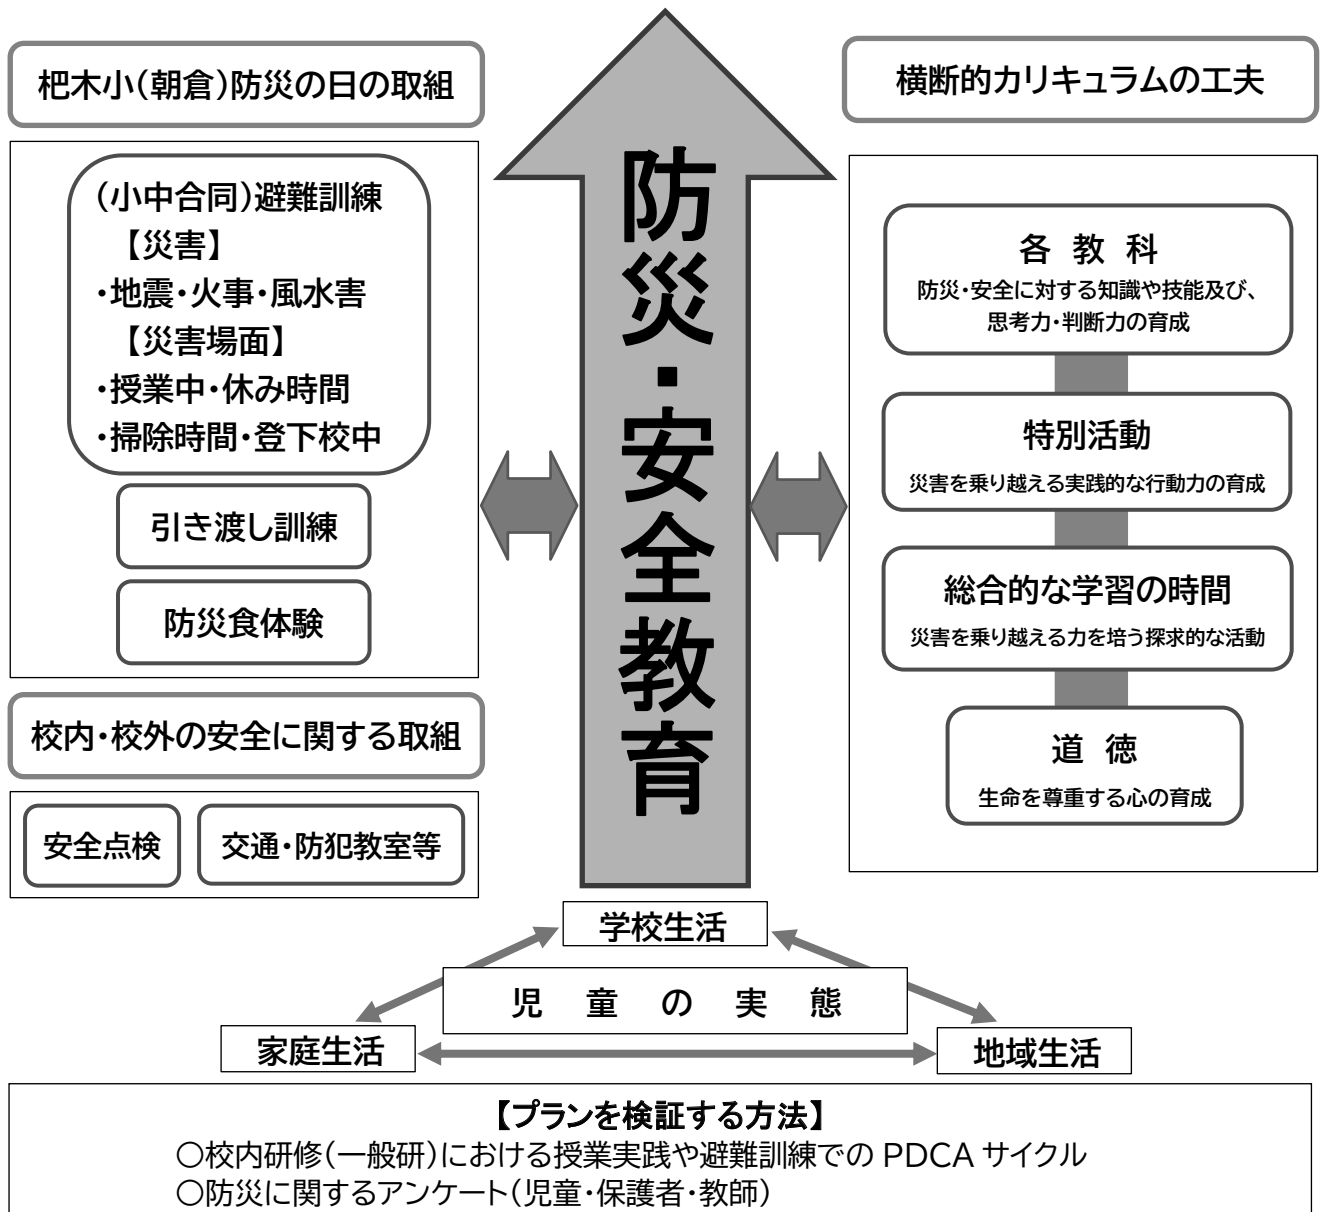 杷木小(朝倉)防災の日の取組
(小中合同)避難訓練
【災害】
・地震・火事・風水害
【災害場面】
・授業中・休み時間
・掃除時間・登下校中
引き渡し訓練
防災食体験
校内・校外の安全に関する取組
安全点検
交通・防犯教室等
防災・安全教育
横断的カリキュラムの工夫
各 教 科
防災・安全に対する知識や技能及び、
思考力・判断力の育成
特別活動
災害を乗り越える実践的な行動力の育成
総合的な学習の時間
災害を乗り越える力を培う探求的な活動
道 徳
生命を尊重する心の育成
学校生活
児 童 の 実 態
家庭生活
地域生活
【プランを検証する方法】
○校内研修(一般研)における授業実践や避難訓練での PDCA サイクル
○防災に関するアンケート(児童・保護者・教師)